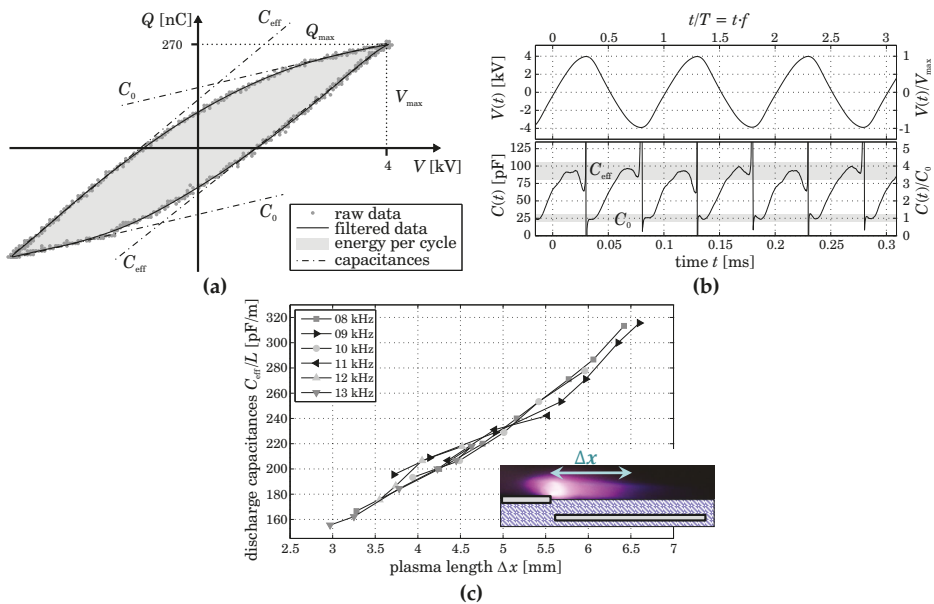 Q [nC]
C_eff
Q_max
270
C_0
V_max
4
V [kV]
C_0
C_eff
raw data
filtered data
energy per cycle
capacitances
(a)
t/T = t·f
0 0.5 1 1.5 2 2.5 3
V(t) [kV]
4
2
0
-2
-4
1
0
-1
V(t)/V_max
C(t) [pF]
125
100
75
50
25
0
C_eff
C_0
4
3
2
1
0
C(t)/C_0
0 0.05 0.1 0.15 0.2 0.25 0.3
time t [ms]
(b)
discharge capacitances C_eff/L [pF/m]
320
300
280
260
240
220
200
180
160
08 kHz
09 kHz
10 kHz
11 kHz
12 kHz
13 kHz
Δx
2.5 3 3.5 4 4.5 5 5.5 6 6.5 7
plasma length Δx [mm]
(c)